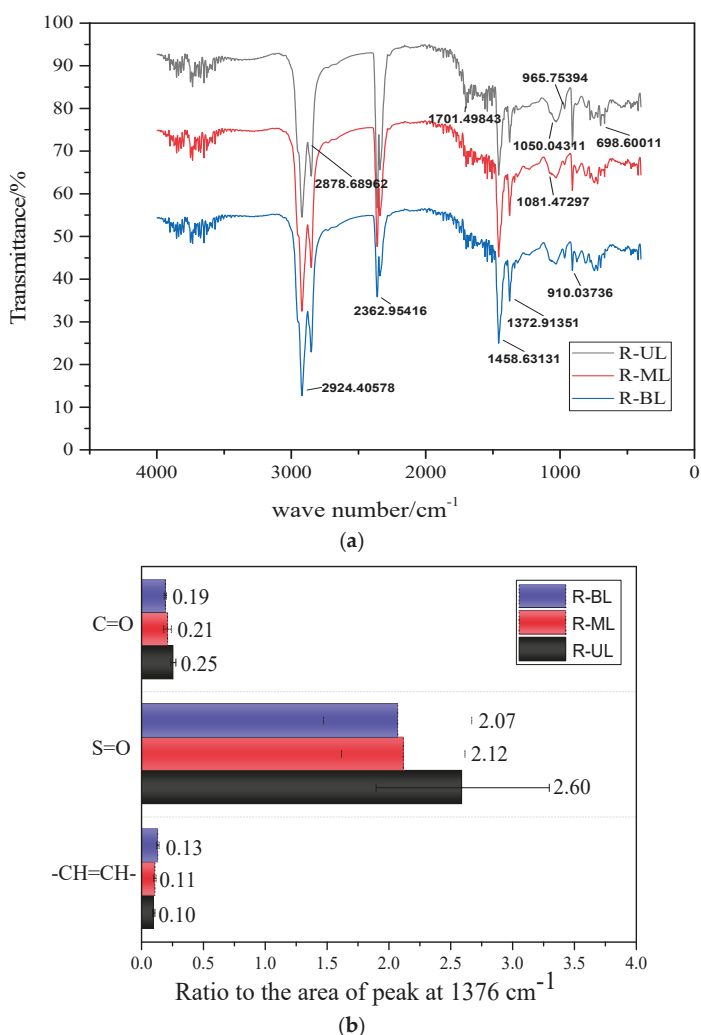 100
90
80
70
60
50
40
30
20
10
0
Transmittance/%
965.75394
1701.49843
1050.04311
698.60011
2878.68962
1081.47297
2362.95416
910.03736
1372.91351
1458.63131
2924.40578
R-UL
R-ML
R-BL
4000 3000 2000 1000 0
wave number/cm-1
(a)
C=O
0.19
0.21
0.25
R-BL
R-ML
R-UL
S=O
2.07
2.12
2.60
-CH=CH-
0.13
0.11
0.10
0.0 0.5 1.0 1.5 2.0 2.5 3.0 3.5 4.0
Ratio to the area of peak at 1376 cm-1
(b)